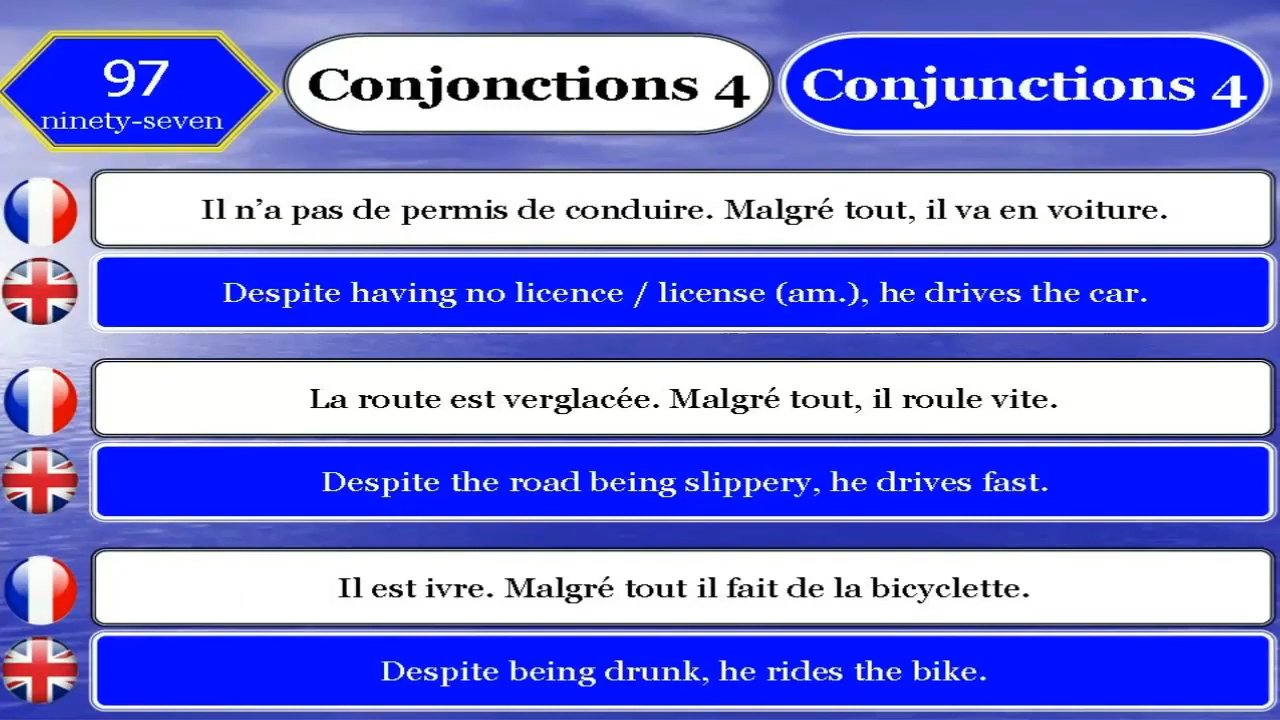 97
ninety-seven
Conjonctions 4
Conjunctions 4
Il n’a pas de permis de conduire. Malgré tout, il va en voiture.
Despite having no licence / license (am.), he drives the car.
La route est verglacée. Malgré tout, il roule vite.
Despite the road being slippery, he drives fast.
Il est ivre. Malgré tout il fait de la bicyclette.
Despite being drunk, he rides the bike.